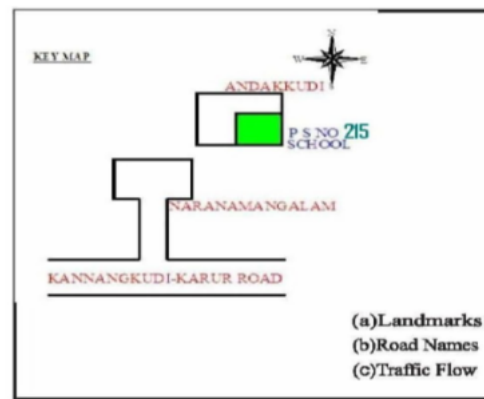 N
KEY MAP
W E
S
ANDAKKUDI
P S NO 215
SCHOOL
NARANAMANGALAM
KANNANGKUDI-KARUR ROAD
(a)Landmarks
(b)Road Names
(c)Traffic Flow